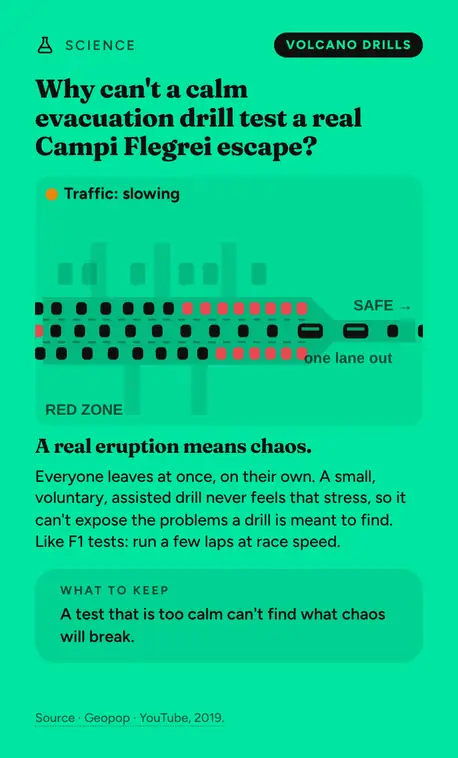 SCIENCE
VOLCANO DRILLS
Why can't a calm
evacuation drill test a real
Campi Flegrei escape?
Traffic: slowing
SAFE →
one lane out
RED ZONE
A real eruption means chaos.
Everyone leaves at once, on their own. A small,
voluntary, assisted drill never feels that stress, so it
can't expose the problems a drill is meant to find.
Like F1 tests: run a few laps at race speed.
WHAT TO KEEP
A test that is too calm can't find what chaos
will break.
Source · Geopop · YouTube, 2019.